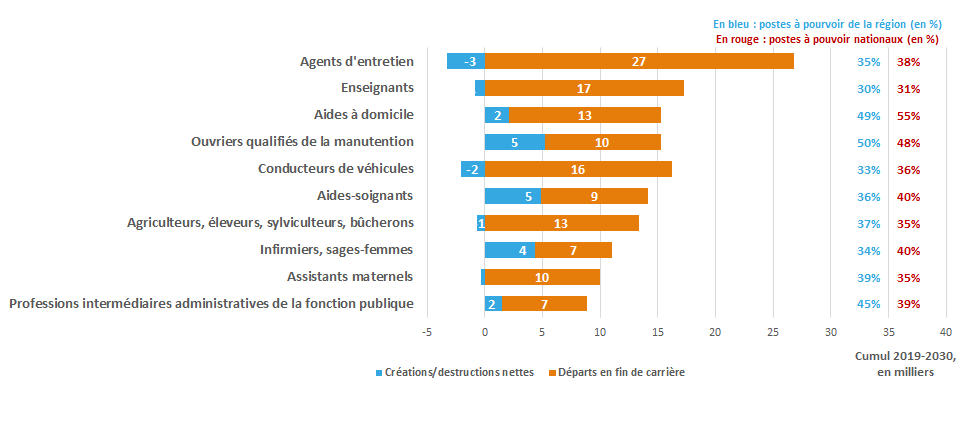 En bleu : postes à pourvoir de la région (en %)
En rouge : postes à pouvoir nationaux (en %)
Agents d'entretien -3 27 35% 38%
Enseignants 17 30% 31%
Aides à domicile 2 13 49% 55%
Ouvriers qualifiés de la manutention 5 10 50% 48%
Conducteurs de véhicules -2 16 33% 36%
Aides-soignants 5 9 36% 40%
Agriculteurs, éleveurs, sylviculteurs, bûcherons 1 13 37% 35%
Infirmiers, sages-femmes 4 7 34% 40%
Assistants maternels 10 39% 35%
Professions intermédiaires administratives de la fonction publique 2 7 45% 39%
-5 0 5 10 15 20 25 30 35 40
Cumul 2019-2030,
en milliers
Créations/destructions nettes Départs en fin de carrière